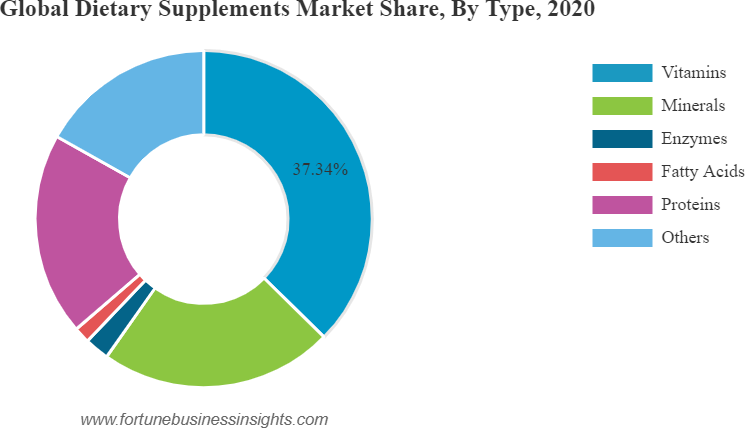 Global Dietary Supplements Market Share, By Type, 2020
Vitamins
Minerals
Enzymes
Fatty Acids
Proteins
Others
37.34%
www.fortunebusinessinsights.com